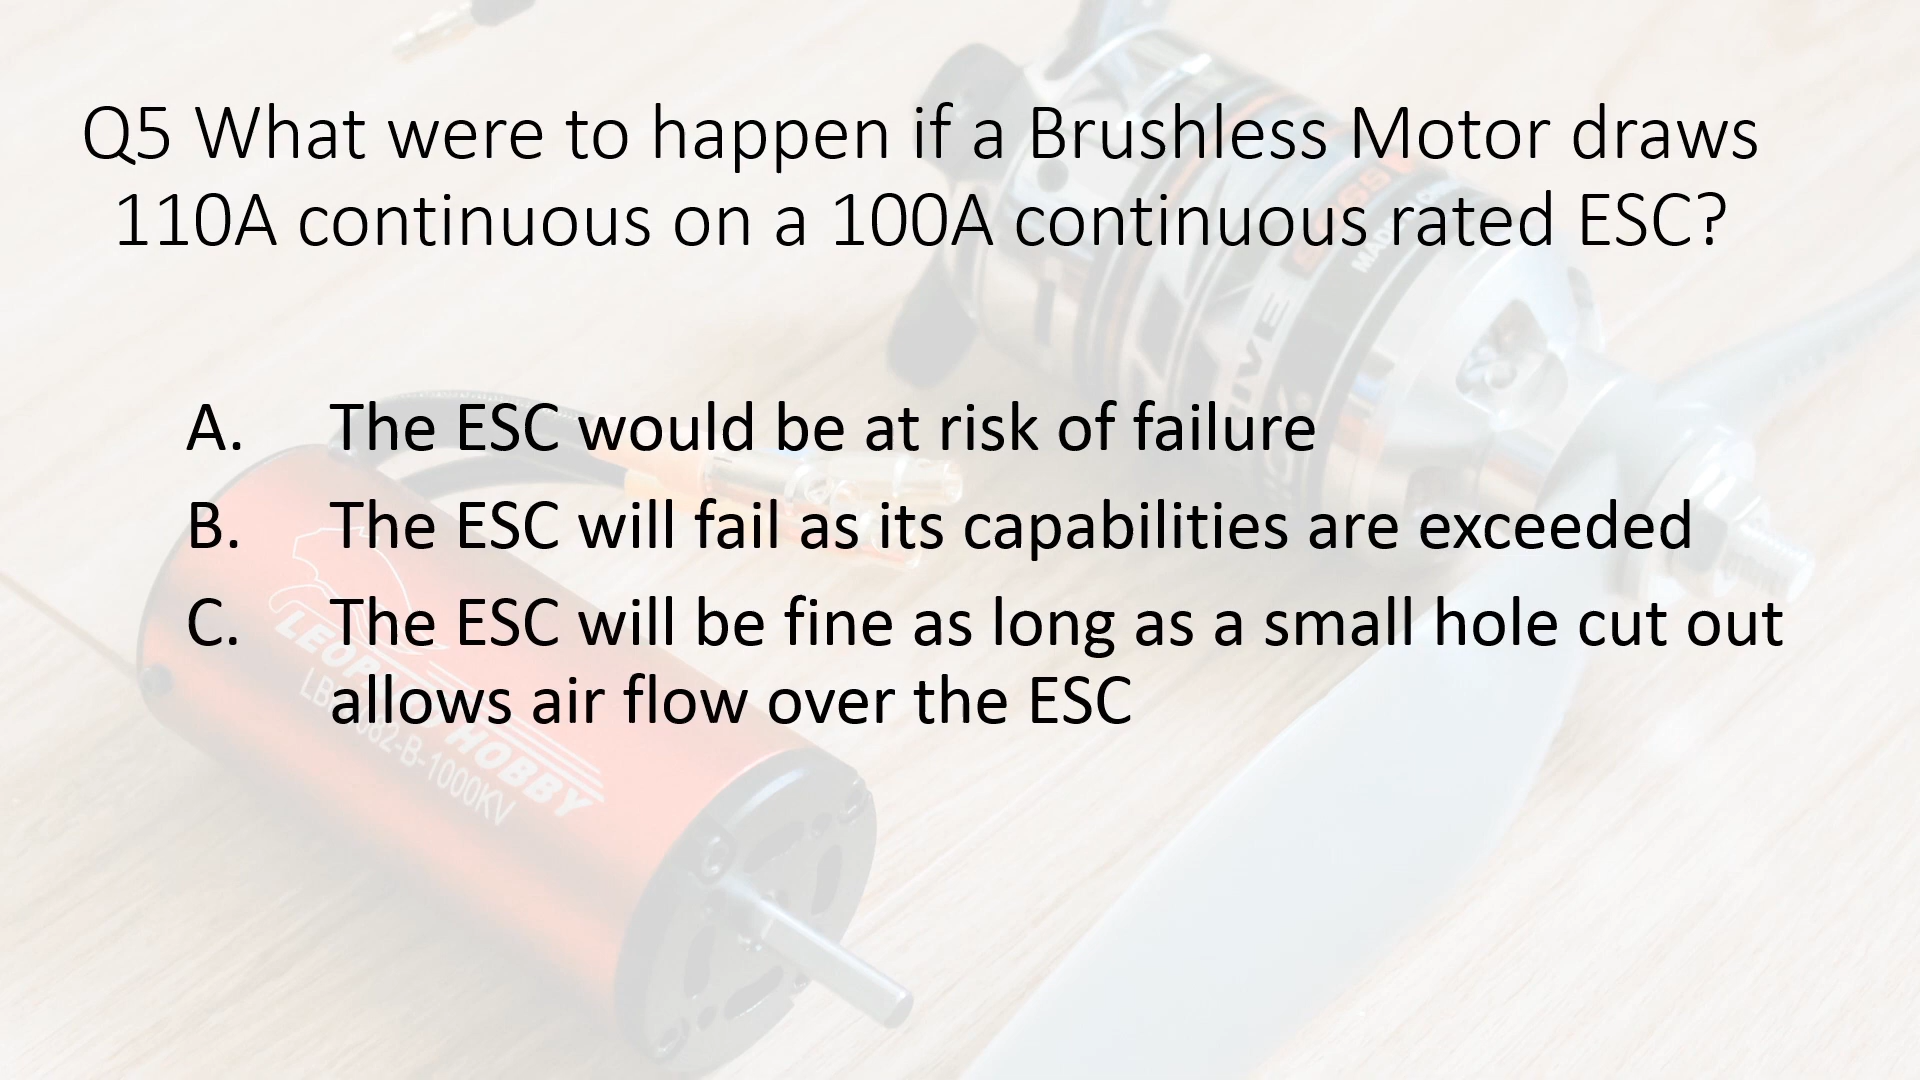 Q5 What were to happen if a Brushless Motor draws
110A continuous on a 100A continuous rated ESC?
A. The ESC would be at risk of failure
B. The ESC will fail as its capabilities are exceeded
C. The ESC will be fine as long as a small hole cut out
allows air flow over the ESC
HOBBY
-B-1000KV